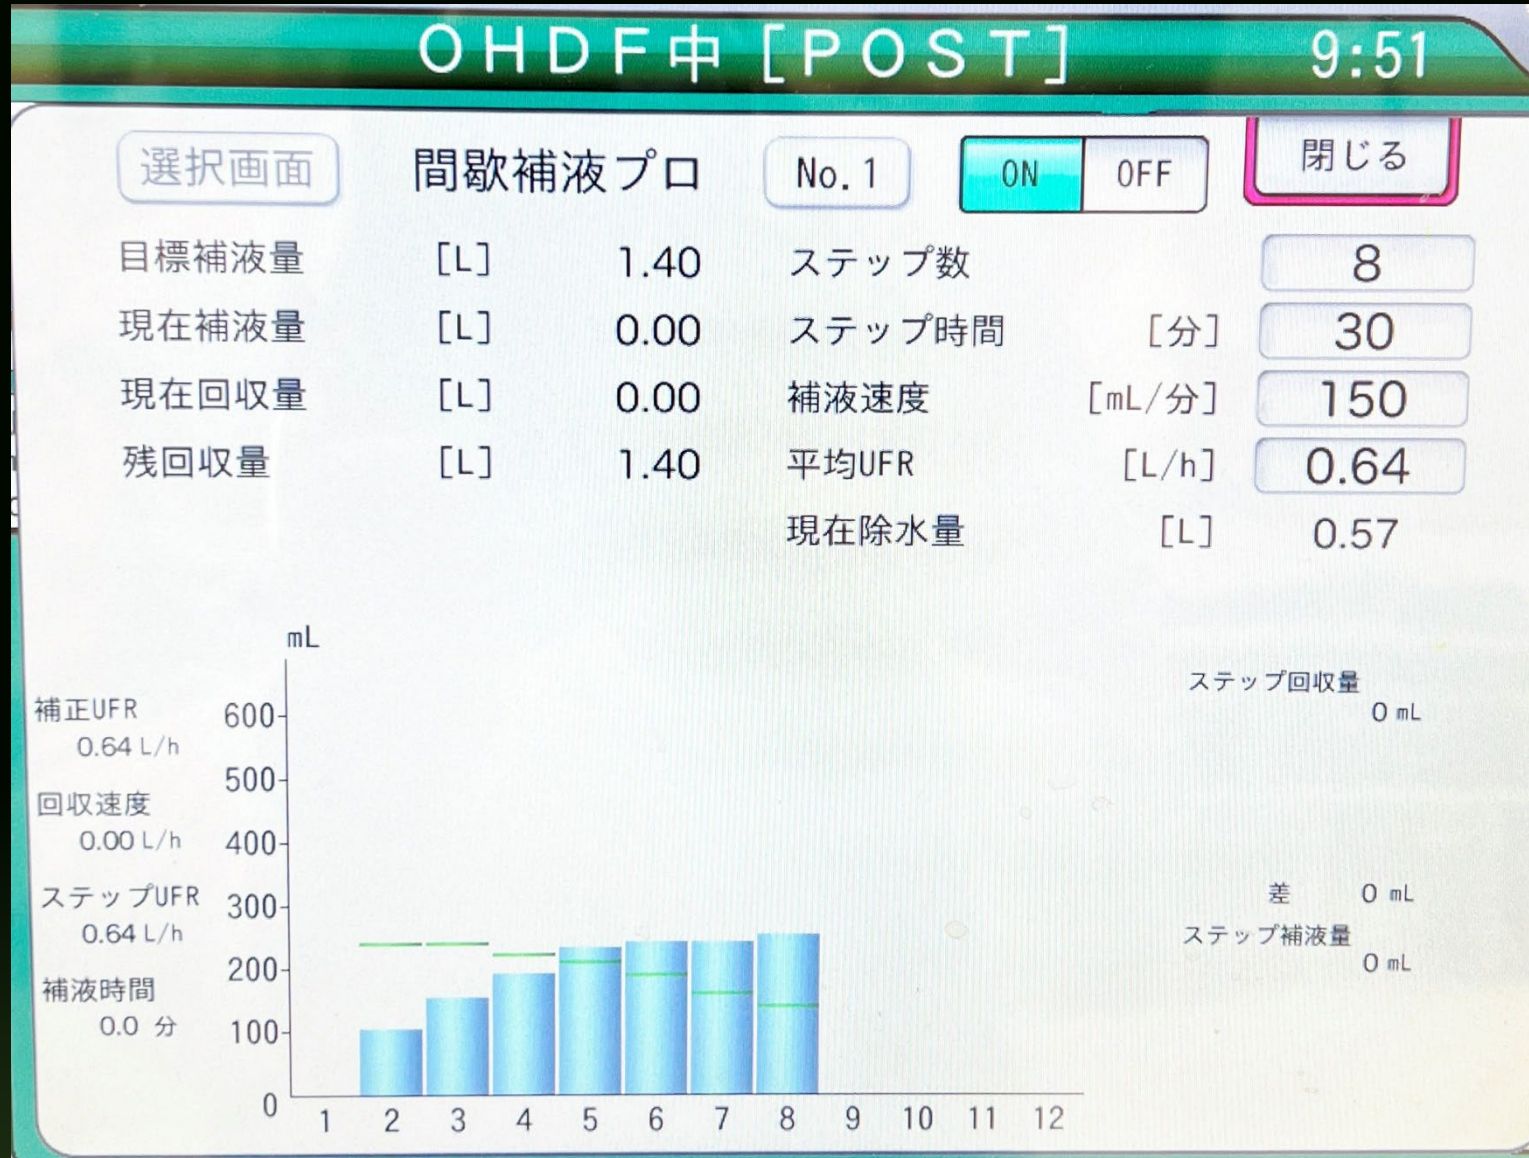 OHDF中[POST] 9:51
選択画面 間歇補液プロ No.1 ON OFF 閉じる
目標補液量 [L] 1.40 ステップ数 8
現在補液量 [L] 0.00 ステップ時間 [分] 30
現在回収量 [L] 0.00 補液速度 [mL/分] 150
残回収量 [L] 1.40 平均UFR [L/h] 0.64
現在除水量 [L] 0.57
mL
補正UFR
0.64 L/h
回収速度
0.00 L/h
ステップUFR
0.64 L/h
補液時間
0.0 分
600
500
400
300
200
100
0
1 2 3 4 5 6 7 8 9 10 11 12
ステップ回収量
0 mL
差 0 mL
ステップ補液量
0 mL